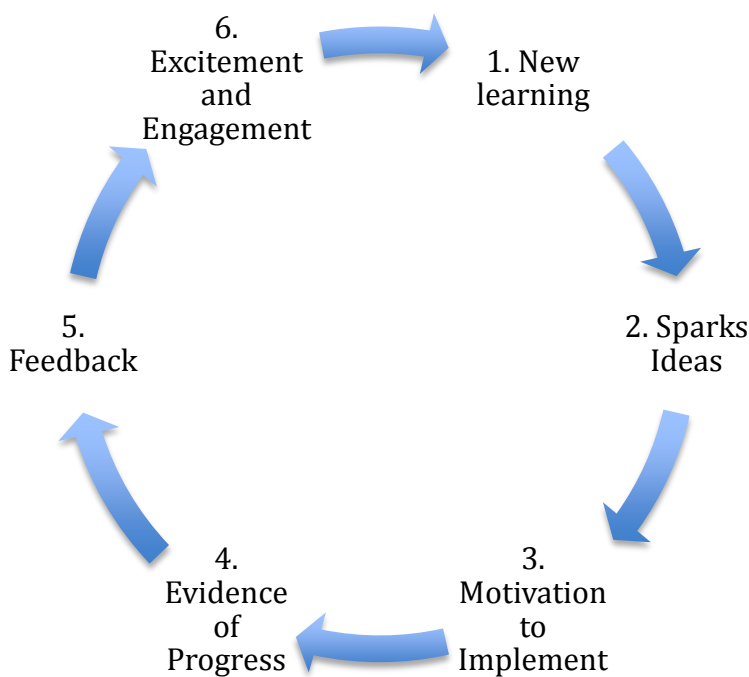 1. New
learning
2. Sparks
Ideas
3.
Motivation
to
Implement
4.
Evidence
of
Progress
5.
Feedback
6.
Excitement
and
Engagement